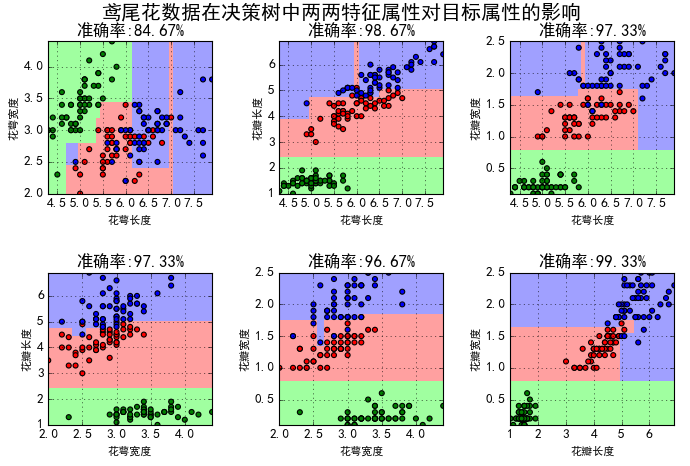 鸢尾花数据在决策树中两两特征属性对目标属性的影响
准确率:84.67%
准确率:98.67%
准确率:97.33%
4.0
3.5
3.0
2.5
2.0
花萼宽度
4.5 5.0 5.5 6.0 6.5 7.0 7.5
花萼长度
6
5
4
3
2
1
花瓣长度
4.5 5.0 5.5 6.0 6.5 7.0 7.5
花萼长度
2.5
2.0
1.5
1.0
0.5
花瓣宽度
4.5 5.0 5.5 6.0 6.5 7.0 7.5
花萼长度
准确率:97.33%
准确率:96.67%
准确率:99.33%
6
5
4
3
2
1
花瓣长度
2.0 2.5 3.0 3.5 4.0
花萼宽度
2.5
2.0
1.5
1.0
0.5
花瓣宽度
2.0 2.5 3.0 3.5 4.0
花萼宽度
2.5
2.0
1.5
1.0
0.5
花瓣宽度
1 2 3 4 5 6
花瓣长度